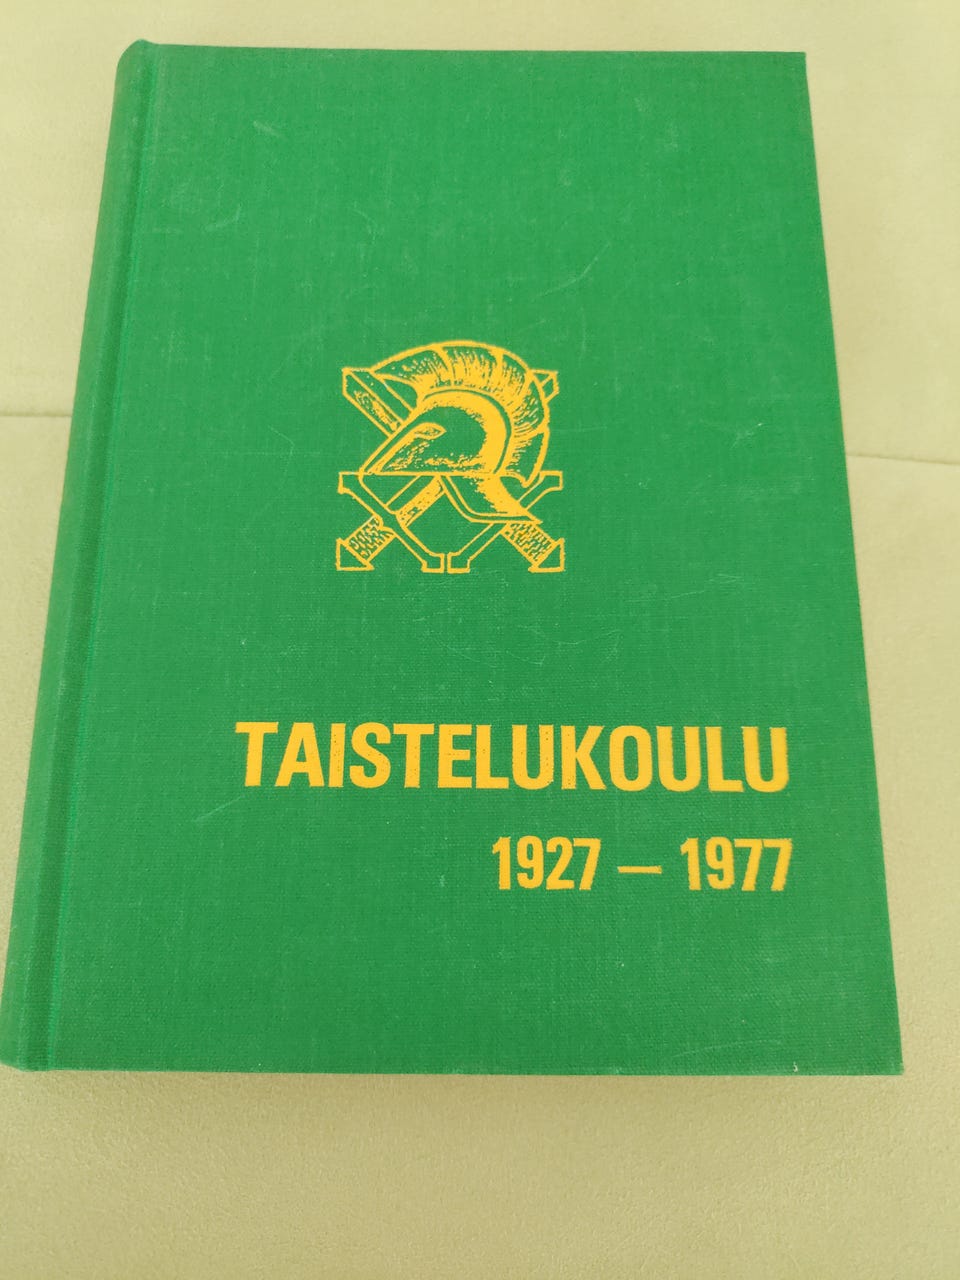 TAISTELUKOULU
1927 — 1977